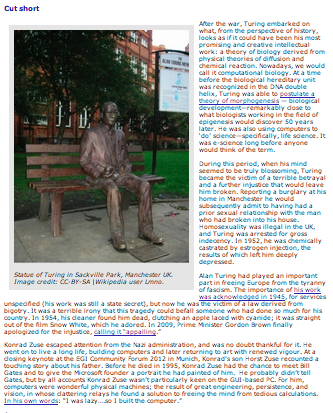 Cut short
After the war, Turing embarked on
what, from the perspective of history,
looks as if it could have been his most
promising and creative intellectual
work: a theory of biology derived from
physical theories of diffusion and
chemical reaction. Nowadays, we would
call it computational biology. At a time
before the biological hereditary unit
was recognized in the DNA double
helix, Turing was able to postulate a
theory of morphogenesis — biological
development—remarkably close to
what biologists working in the field of
epigenesis would discover 50 years
later. He was also using computers to
‘do’ science—specifically, life science. It
was e-science long before anyone
would think of the term.
During this period, when his mind
seemed to be truly blossoming, Turing
became the victim of a terrible betrayal
and a further injustice that would leave
him broken. Reporting a burglary at his
home in Manchester he would
subsequently admit to having had a
prior sexual relationship with the man
who had broken into his house.
Homosexuality was illegal in the UK,
and Turing was arrested for gross
indecency. In 1952, he was chemically
castrated by estrogen injection, the
results of which left him deeply
depressed.
Statue of Turing in Sackville Park, Manchester UK.
Image credit: CC-BY-SA |Wikipedia user Lmno.
Alan Turing had played an important
part in freeing Europe from the tyranny
of fascism. The importance of his work
was acknowledged in 1945, for services
unspecified (his work was still a state secret), but now he was the victim of a law derived from
bigotry. It was a terrible irony that this tragedy could befall someone who had done so much for his
country. In 1954, his cleaner found him dead, clutching an apple laced with cyanide; it was straight
out of the film Snow White, which he adored. In 2009, Prime Minister Gordon Brown finally
apologized for the injustice, calling it “appalling.”
Konrad Zuse escaped attention from the Nazi administration, and was no doubt thankful for it. He
went on to live a long life, building computers and later returning to art with renewed vigour. At a
closing keynote at the EGI Community Forum 2012 in Munich, Konrad’s son Horst Zuse recounted a
touching story about his father. Before he died in 1995, Konrad Zuse had the chance to meet Bill
Gates and to give the Microsoft founder a portrait he had painted of him. He probably didn’t tell
Gates, but by all accounts Konrad Zuse wasn’t particularly keen on the GUI-based PC. For him,
computers were wonderful physical machines; the result of great engineering, persistence, and
vision, in whose clattering relays he found a solution to freeing the mind from tedious calculations.
In his own words: “I was lazy...so I built the computer.”